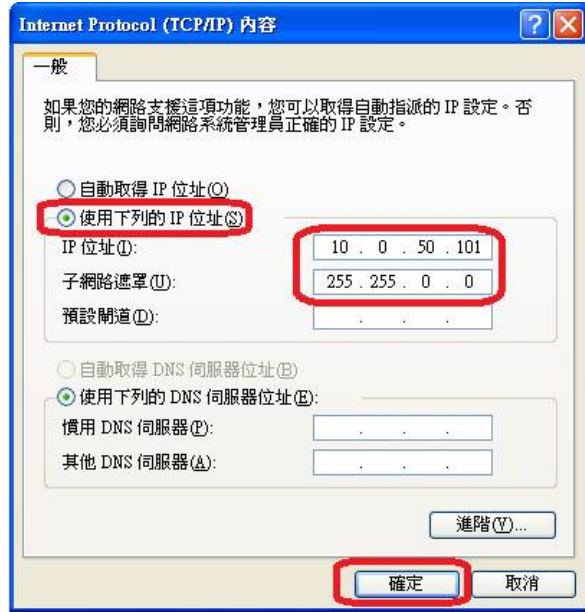 Internet Protocol (TCP/IP) 內容
一般
如果您的網路支援這項功能，您可以取得自動指派的 IP 設定。否
則，您必須詢問網路系統管理員正確的 IP 設定。
自動取得 IP 位址(O)
使用下列的 IP 位址(S)
IP 位址(I): 10 . 0 . 50 . 101
子網路遮罩(U): 255 . 255 . 0 . 0
預設閘道(D): . . .
自動取得 DNS 伺服器位址(B)
使用下列的 DNS 伺服器位址(E):
慣用 DNS 伺服器(P): . . .
其他 DNS 伺服器(A): . . .
進階(V)...
確定 取消